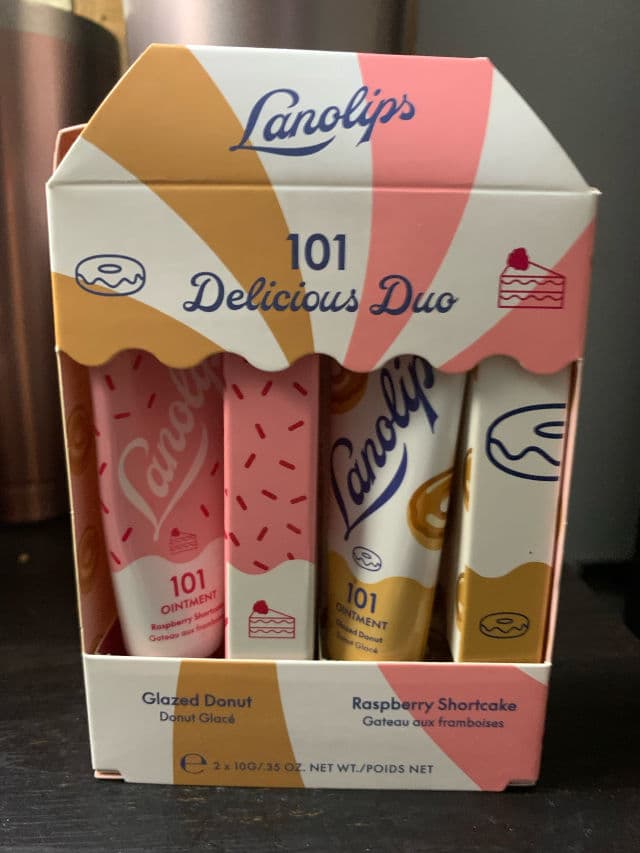 Lanolips
101
Delicious Duo
Lanolips
101
OINTMENT
Raspberry Shortcake
Gateau aux framboises
Lanolips
101
OINTMENT
Glazed Donut
Donut Glacé
Glazed Donut
Donut Glacé
Raspberry Shortcake
Gateau aux framboises
℮ 2 x 10G/.35 OZ. NET WT./POIDS NET